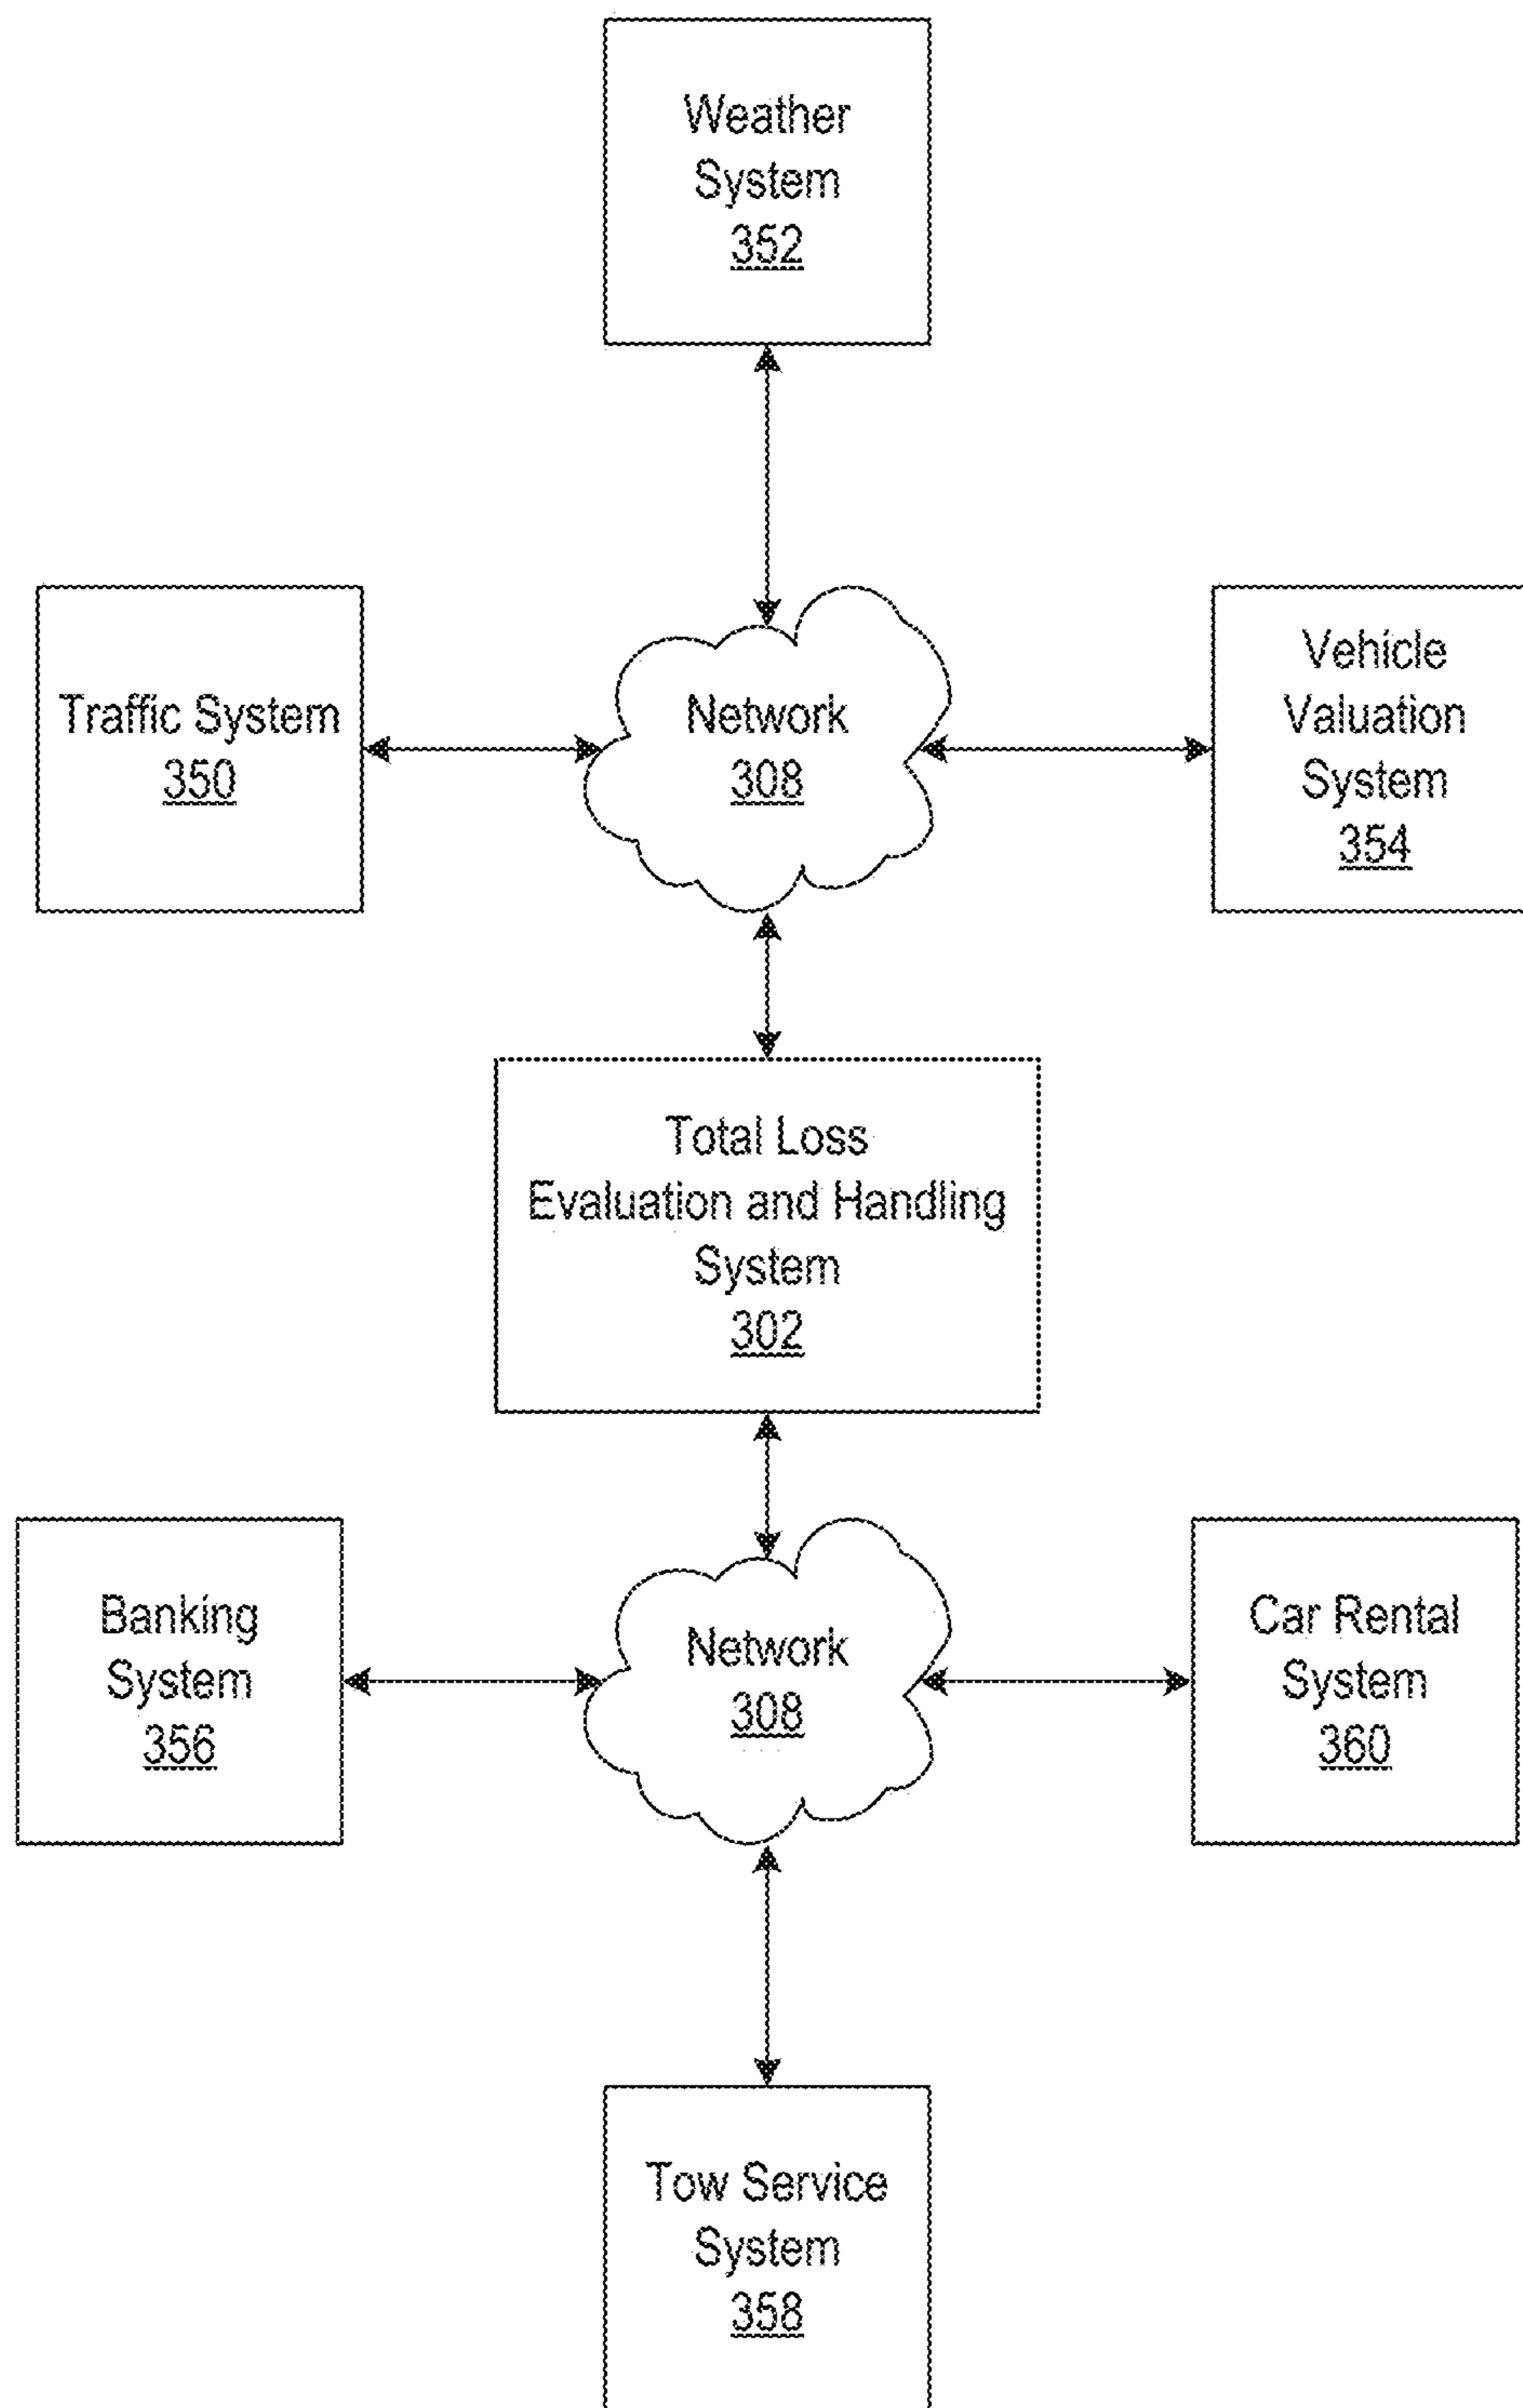 Weather
System
352
Traffic System
350
Network
308
Vehicle
Valuation
System
354
Total Loss
Evaluation and Handling
System
302
Banking
System
356
Network
308
Car Rental
System
360
Tow Service
System
358